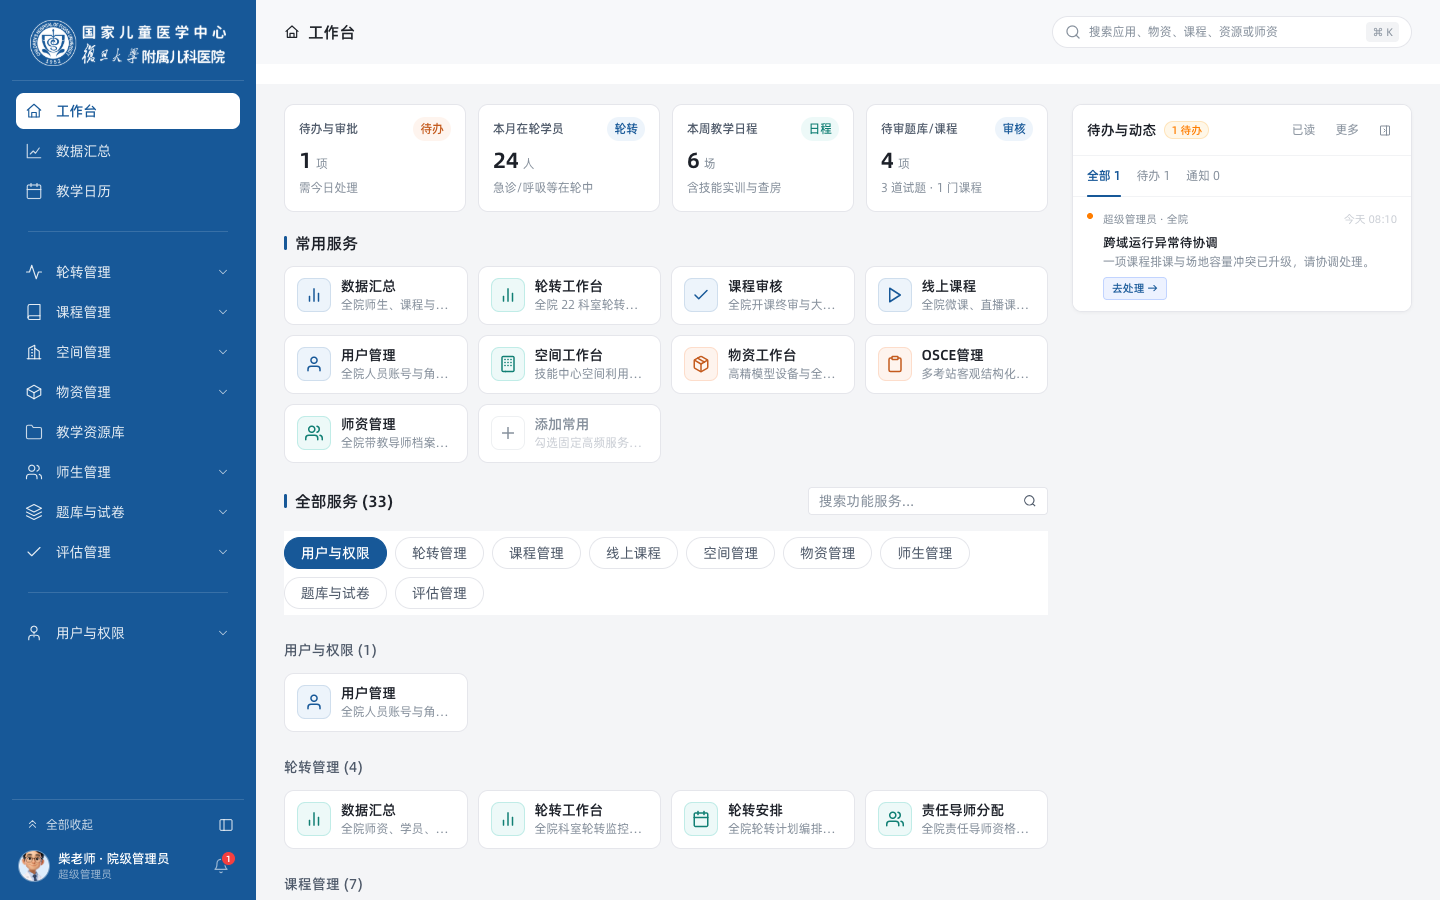 国家儿童医学中心
復旦大学附属儿科医院
工作台
数据汇总
教学日历
轮转管理
课程管理
空间管理
物资管理
教学资源库
师生管理
题库与试卷
评估管理
用户与权限
全部收起
柴老师 · 院级管理员
超级管理员
1
工作台
搜索应用、物资、课程、资源或师资
⌘ K
待办与审批
待办
1 项
需今日处理
本月在轮学员
轮转
24 人
急诊/呼吸等在轮中
本周教学日程
日程
6 场
含技能实训与查房
待审题库/课程
审核
4 项
3 道试题 · 1 门课程
常用服务
数据汇总
全院师生、课程与...
轮转工作台
全院 22 科室轮转...
课程审核
全院开课终审与大...
线上课程
全院微课、直播课...
用户管理
全院人员账号与角...
空间工作台
技能中心空间利用...
物资工作台
高精模型设备与全...
OSCE管理
多考站客观结构化...
师资管理
全院带教导师档案...
添加常用
勾选固定高频服务...
全部服务 (33)
搜索功能服务...
用户与权限
轮转管理
课程管理
线上课程
空间管理
物资管理
师生管理
题库与试卷
评估管理
用户与权限 (1)
用户管理
全院人员账号与角...
轮转管理 (4)
数据汇总
全院师资、学员、...
轮转工作台
全院科室轮转监控...
轮转安排
全院轮转计划编排...
责任导师分配
全院责任导师资格...
课程管理 (7)
待办与动态
1 待办
已读
更多
全部 1
待办 1
通知 0
超级管理员 · 全院
今天 08:10
跨域运行异常待协调
一项课程排课与场地容量冲突已升级，请协调处理。
去处理 →